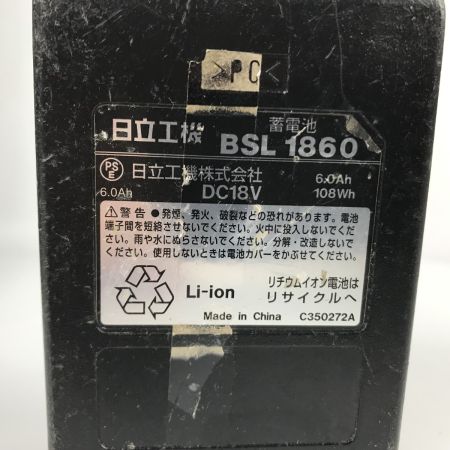 >PC<
蓄電池
日立工機 BSL 1860
PS E 日立工機株式会社 6.0Ah
6.0Ah DC18V 108Wh
⚠警告 ●発煙、発火、破裂などの恐れがあります。電池
端子間を短絡させないでください。火中に投入しないでくだ
さい。雨や水にぬらさないでください。分解・改造しないで
ください。使用しないときは電池カバーをかぶせてください。
Li-ion リチウムイオン電池は
リサイクルへ
Made in China C350272A